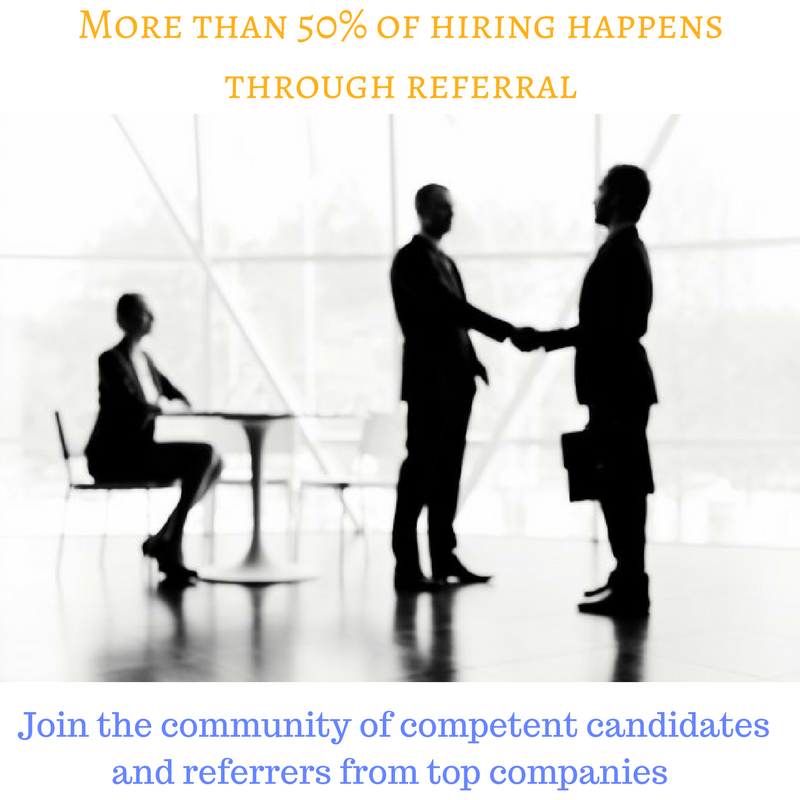 More than 50% of hiring happens
through referral
Join the community of competent candidates
and referrers from top companies